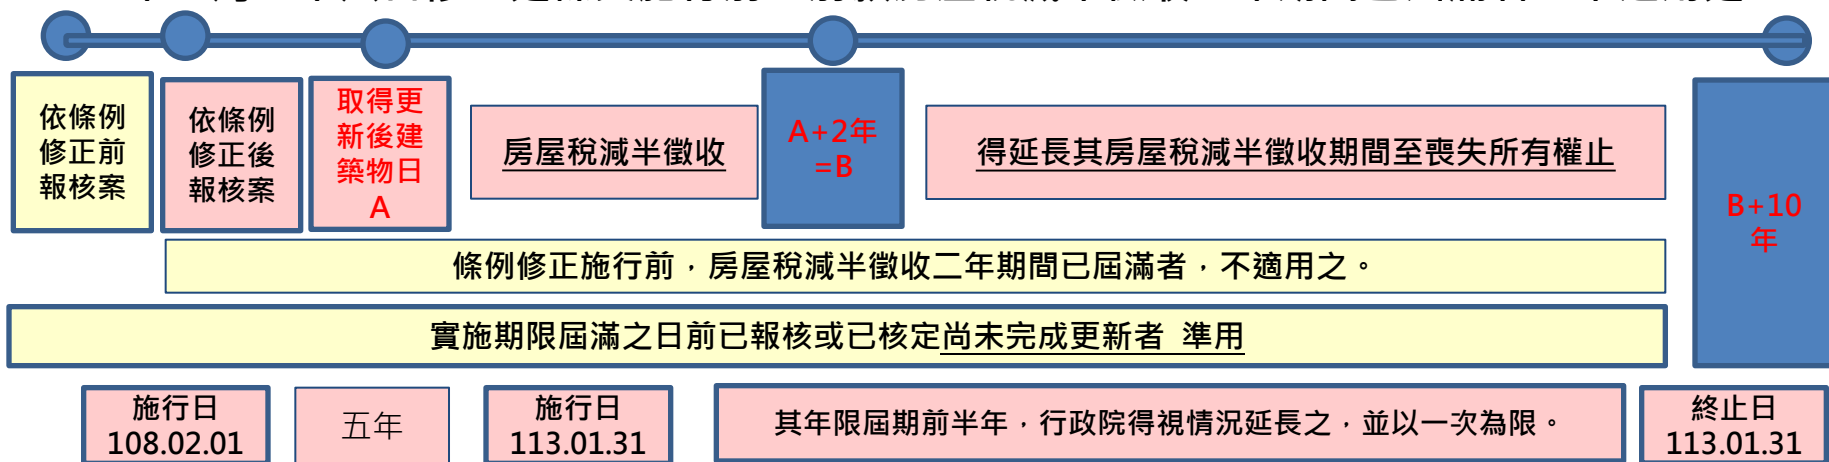 依條例
修正前
報核案
依條例
修正後
報核案
取得更
新後建
築物日
A
房屋稅減半徵收
A+2年
=B
得延長其房屋稅減半徵收期間至喪失所有權止
B+10
年
條例修正施行前，房屋稅減半徵收二年期間已屆滿者，不適用之。
實施期限屆滿之日前已報核或已核定尚未完成更新者 準用
施行日
108.02.01
五年
施行日
113.01.31
其年限屆期前半年，行政院得視情況延長之，並以一次為限。
終止日
113.01.31